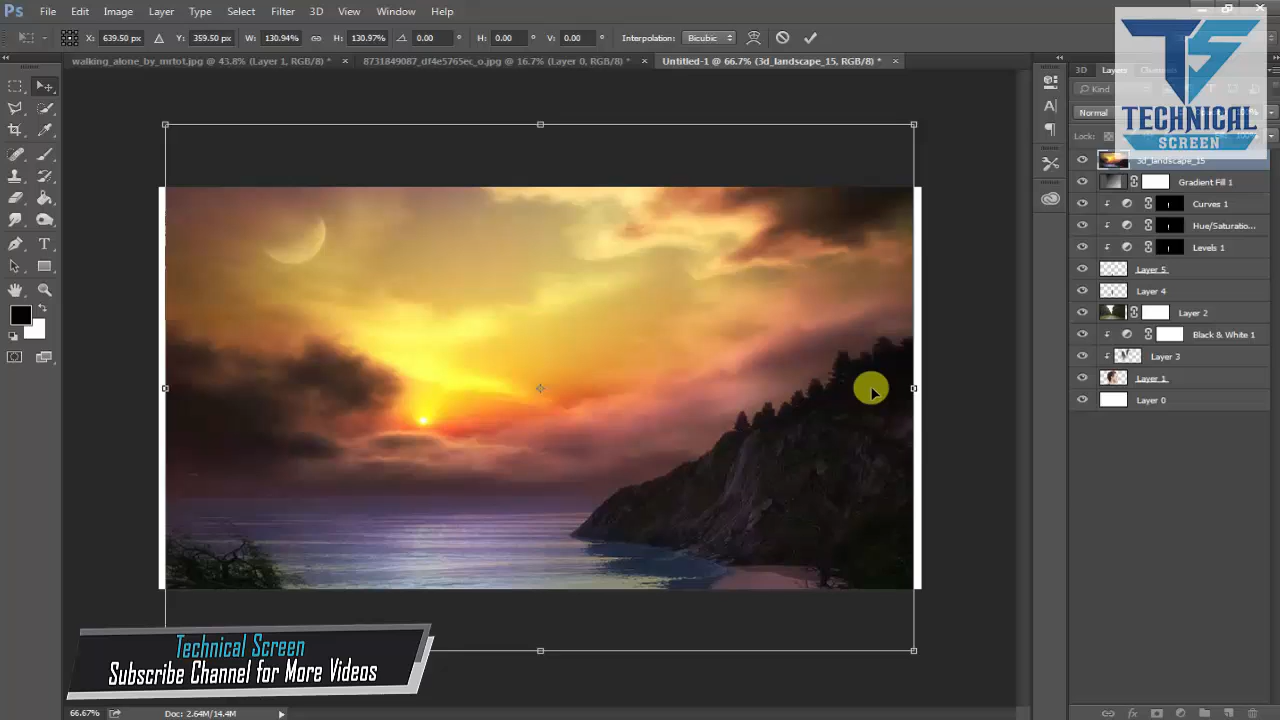 Ps File Edit Image Layer Type Select Filter 3D View Window Help
X: 639.50 px Y: 359.50 px W: 130.94% H: 130.97% 0.00 ° H: 0.00 ° V: 0.00 ° Interpolation: Bicubic
walking_alone_by_mrtot.jpg @ 43.8% (Layer 1, RGB/8) * × 8731849087_df4e5765ec_o.jpg @ 16.7% (Layer 0, RGB/8) * × Untitled-1 @ 66.7% (3d_landscape_15, RGB/8) * ×
3D Layers Channels
Kind
Normal
Lock:
TS
TECHNICAL
SCREEN
3d_landscape_15
Gradient Fill 1
Curves 1
Hue/Saturatio...
Levels 1
Layer 5
Layer 4
Layer 2
Black & White 1
Layer 3
Layer 1
Layer 0
Technical Screen
Subscribe Channel for More Videos
66.67% Doc: 2.64M/14.4M